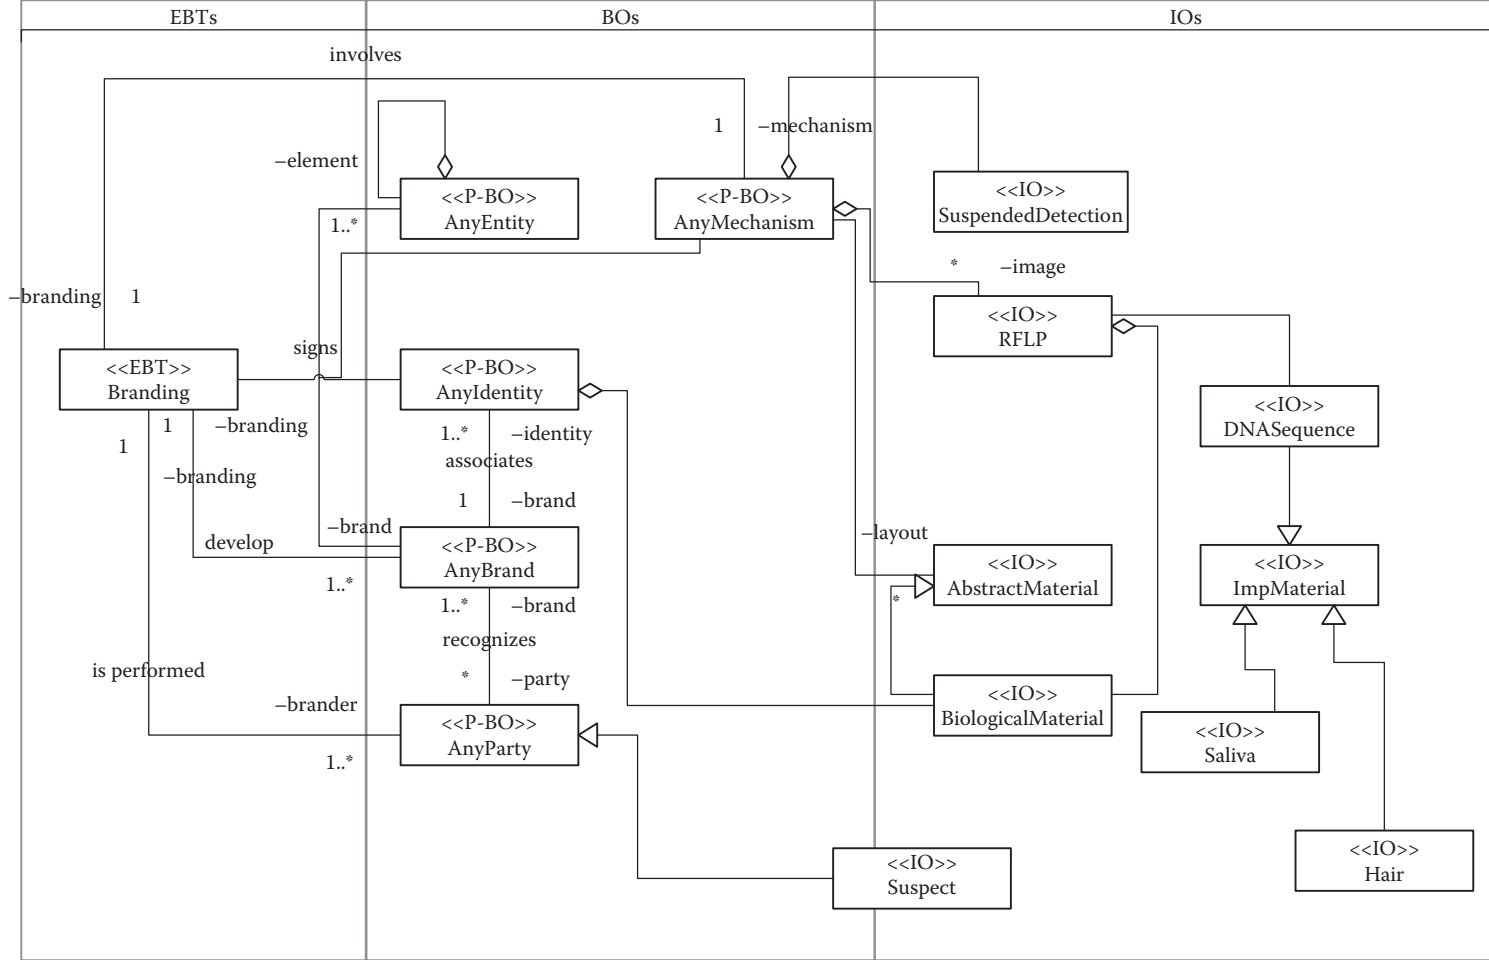 EBTs
BOs
IOs
involves
1
–mechanism
–element
<<P-BO>>
AnyEntity
<<P-BO>>
AnyMechanism
<<IO>>
SuspendedDetection
1..*
*
–image
–branding
1
<<IO>>
RFLP
signs
<<EBT>>
Branding
<<P-BO>>
AnyIdentity
<<IO>>
DNASequence
1
–branding
1
1..*
–identity
associates
–branding
1
–brand
–brand
develop
<<P-BO>>
AnyBrand
–layout
<<IO>>
AbstractMaterial
<<IO>>
ImpMaterial
1..*
1..*
–brand
*
recognizes
is performed
*
–party
–brander
<<P-BO>>
AnyParty
<<IO>>
BiologicalMaterial
<<IO>>
Saliva
1..*
<<IO>>
Suspect
<<IO>>
Hair